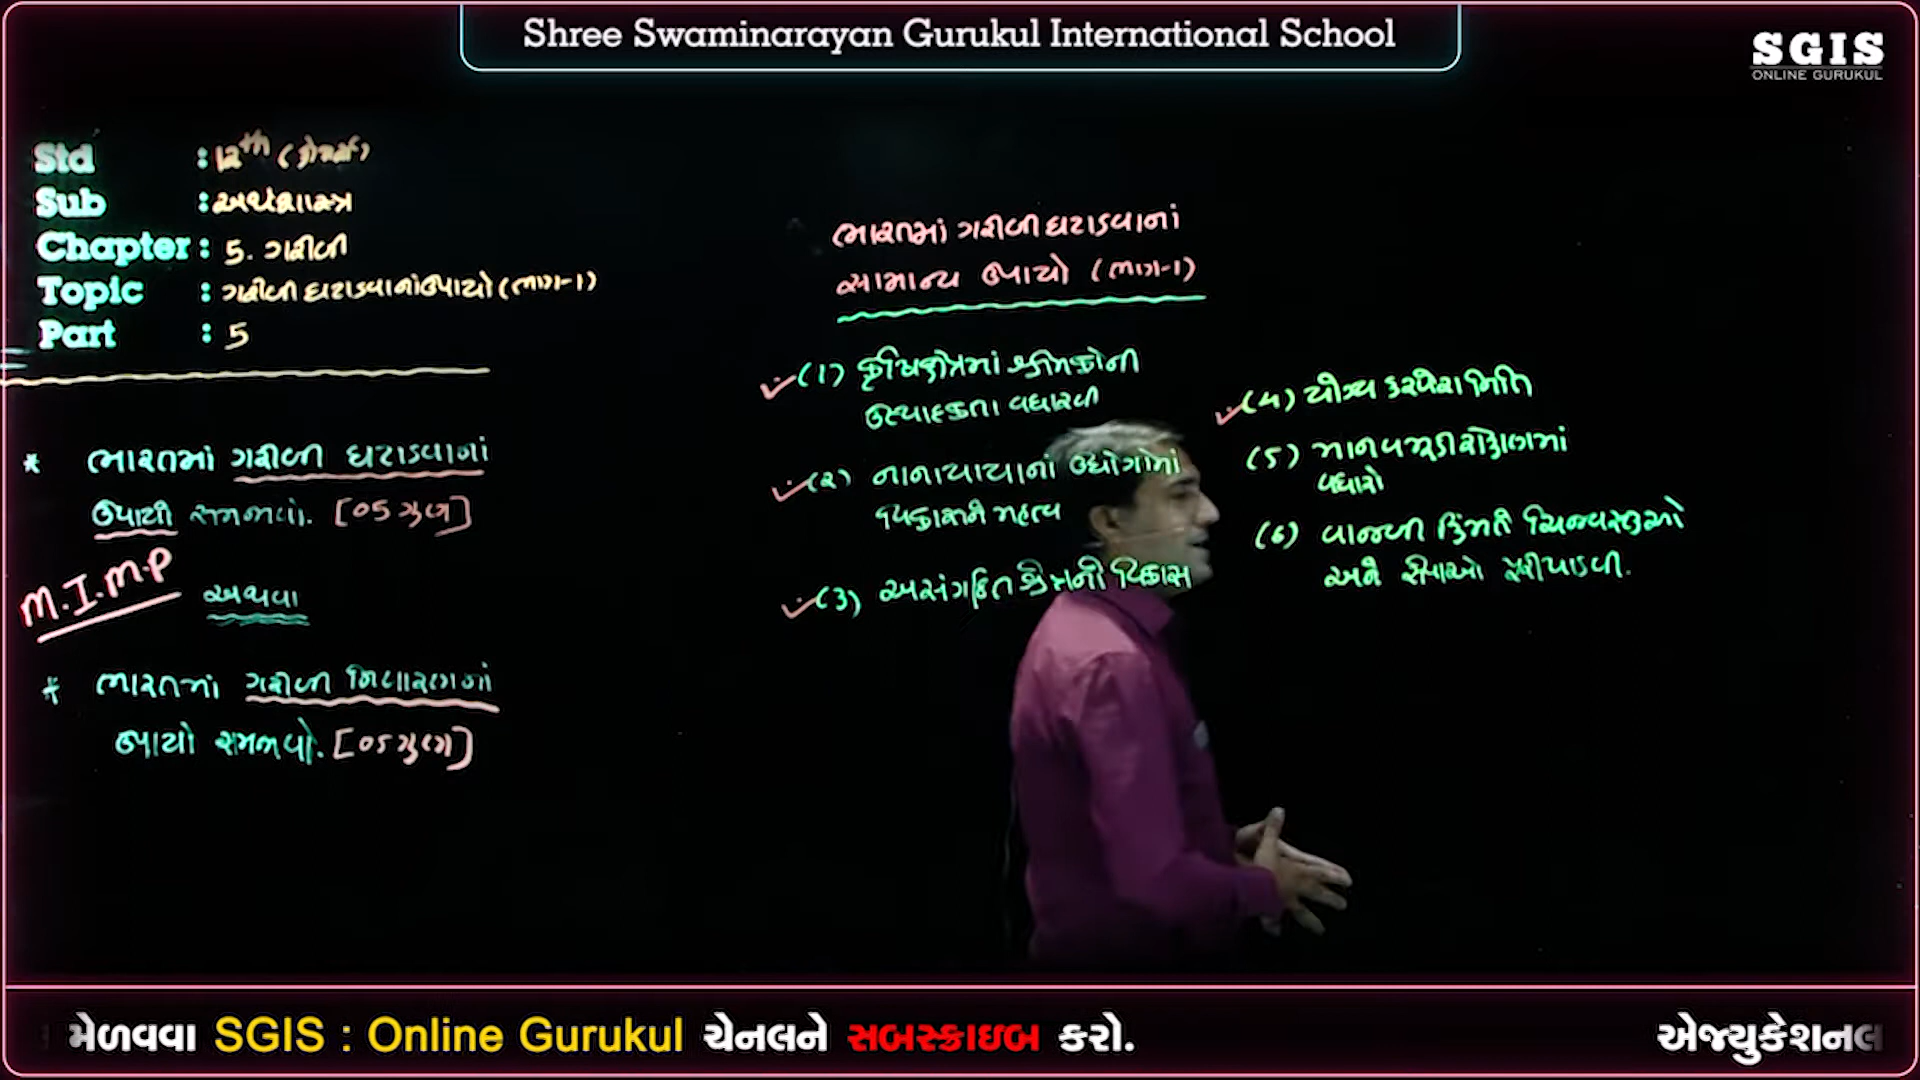 Shree Swaminarayan Gurukul International School
SGIS
ONLINE GURUKUL
Std : 12th (કોમર્સ)
Sub : અર્થશાસ્ત્ર
Chapter : 5. ગરીબી
Topic : ગરીબી ઘટાડવાનાં ઉપાયો (ભાગ-1)
Part : 5
* ભારતમાં ગરીબી ઘટાડવાનાં
ઉપાયો સમજાવો. [05 ગુણ]
M.I.M.P
અથવા
* ભારતમાં ગરીબી નિવારણનાં
ઉપાયો સમજાવો. [05 ગુણ]
ભારતમાં ગરીબી ઘટાડવાનાં
સામાન્ય ઉપાયો (ભાગ-1)
(1) કૃષિક્ષેત્રમાં શ્રમિકોની
ઉત્પાદકતા વધારવી
(2) નાનાપાયાનાં ઉદ્યોગોનાં
વિકાસને મહત્વ
(3) અસંગઠિત ક્ષેત્રનો વિકાસ
(4) યોગ્ય કરવેરા નિતિ
(5) માનવમૂડીરોકાણમાં
વધારો
(6) વ્યાજબી કિંમતે ચિજવસ્તુઓ
અને સેવાઓ પૂરી પાડવી.
મેળવવા SGIS : Online Gurukul ચેનલને સબસ્ક્રાઇબ કરો. એજ્યુકેશનલ